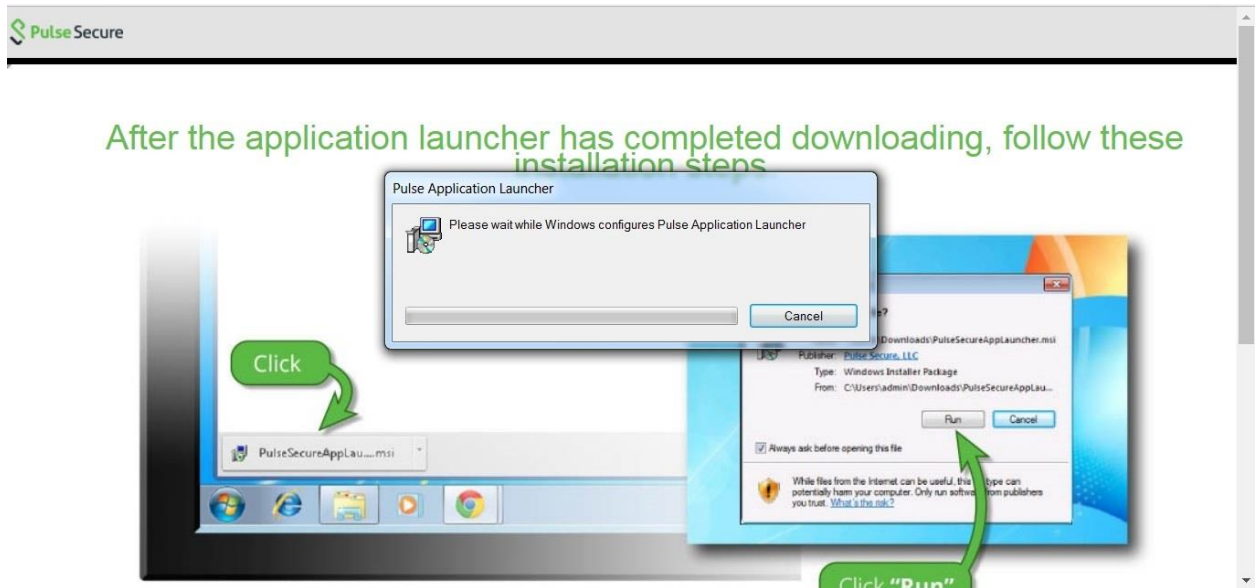 Pulse Secure
After the application launcher has completed downloading, follow these
installation steps
Pulse Application Launcher
Please wait while Windows configures Pulse Application Launcher
Cancel
Click
PulseSecureAppLau....msi
?
Downloads\PulseSecureAppLauncher.msi
Publisher: Pulse Secure, LLC
Type: Windows Installer Package
From: C:\Users\admin\Downloads\PulseSecureAppLau...
Run Cancel
Always ask before opening this file
While files from the Internet can be useful, this type can
potentially harm your computer. Only run software from publishers
you trust. What's the risk?
Click "Run"